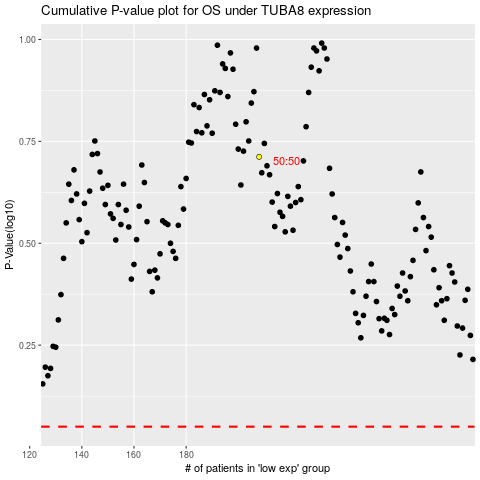 Cumulative P-value plot for OS under TUBA8 expression
P-Value(log10)
1.00
0.75
0.50
0.25
50:50
120 140 160 180
# of patients in 'low exp' group